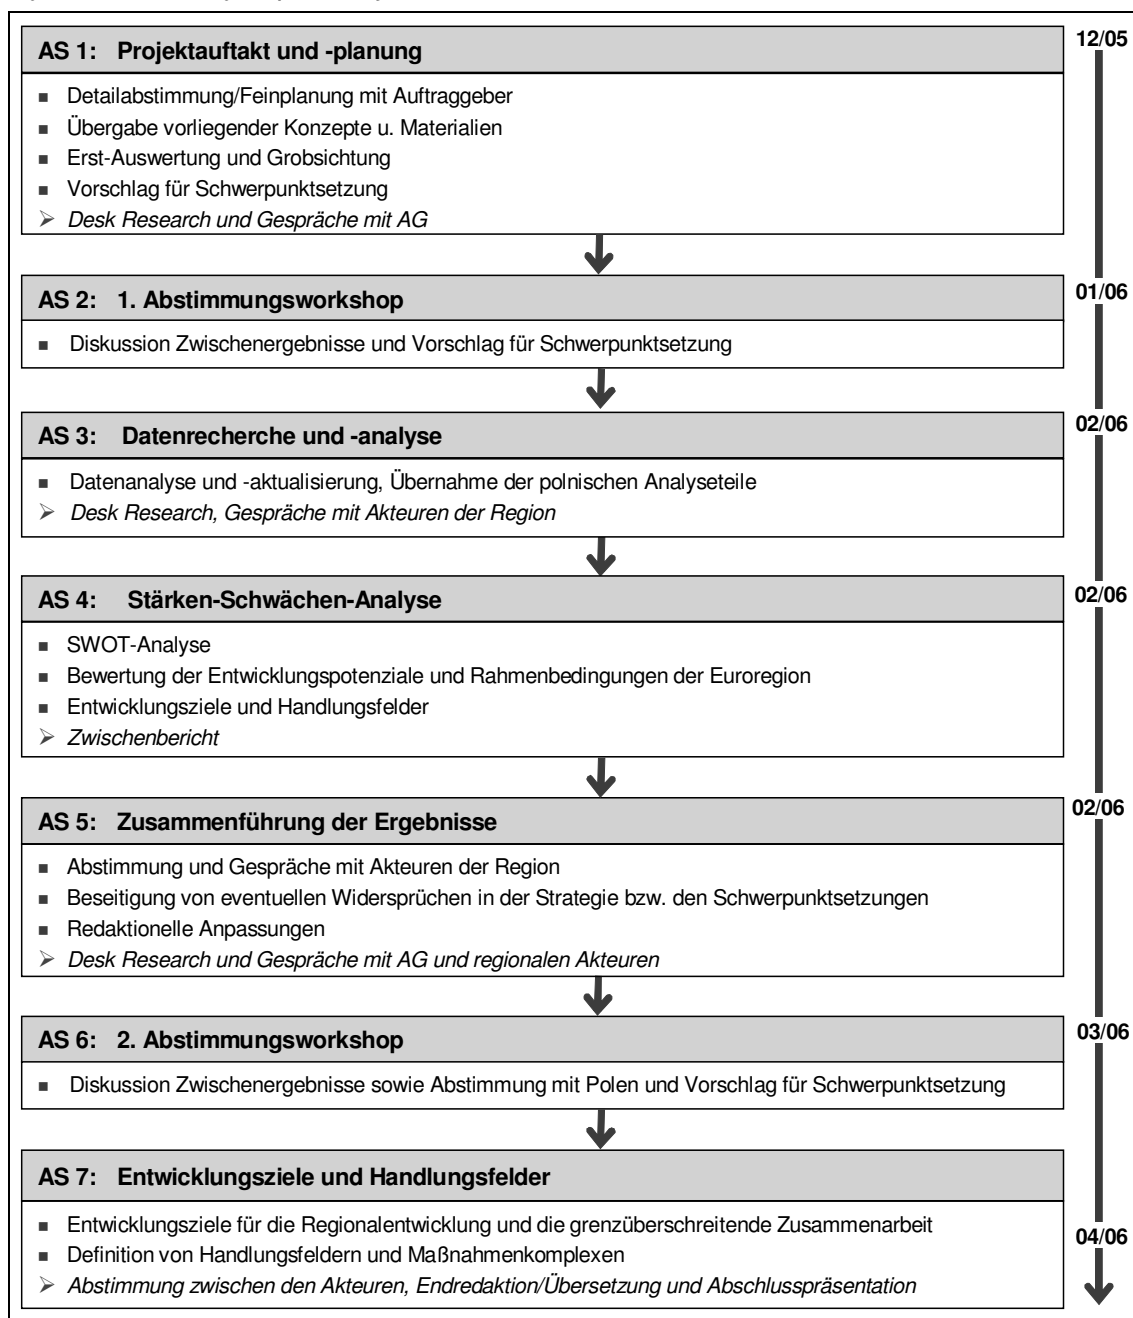 AS 1: Projektauftakt und -planung
12/05
■ Detailabstimmung/Feinplanung mit Auftraggeber
■ Übergabe vorliegender Konzepte u. Materialien
■ Erst-Auswertung und Grobsichtung
■ Vorschlag für Schwerpunktsetzung
➢ Desk Research und Gespräche mit AG
AS 2: 1. Abstimmungsworkshop
01/06
■ Diskussion Zwischenergebnisse und Vorschlag für Schwerpunktsetzung
AS 3: Datenrecherche und -analyse
02/06
■ Datenanalyse und -aktualisierung, Übernahme der polnischen Analyseteile
➢ Desk Research, Gespräche mit Akteuren der Region
AS 4: Stärken-Schwächen-Analyse
02/06
■ SWOT-Analyse
■ Bewertung der Entwicklungspotenziale und Rahmenbedingungen der Euroregion
■ Entwicklungsziele und Handlungsfelder
➢ Zwischenbericht
AS 5: Zusammenführung der Ergebnisse
02/06
■ Abstimmung und Gespräche mit Akteuren der Region
■ Beseitigung von eventuellen Widersprüchen in der Strategie bzw. den Schwerpunktsetzungen
■ Redaktionelle Anpassungen
➢ Desk Research und Gespräche mit AG und regionalen Akteuren
AS 6: 2. Abstimmungsworkshop
03/06
■ Diskussion Zwischenergebnisse sowie Abstimmung mit Polen und Vorschlag für Schwerpunktsetzung
AS 7: Entwicklungsziele und Handlungsfelder
■ Entwicklungsziele für die Regionalentwicklung und die grenzüberschreitende Zusammenarbeit
04/06
■ Definition von Handlungsfeldern und Maßnahmenkomplexen
➢ Abstimmung zwischen den Akteuren, Endredaktion/Übersetzung und Abschlusspräsentation